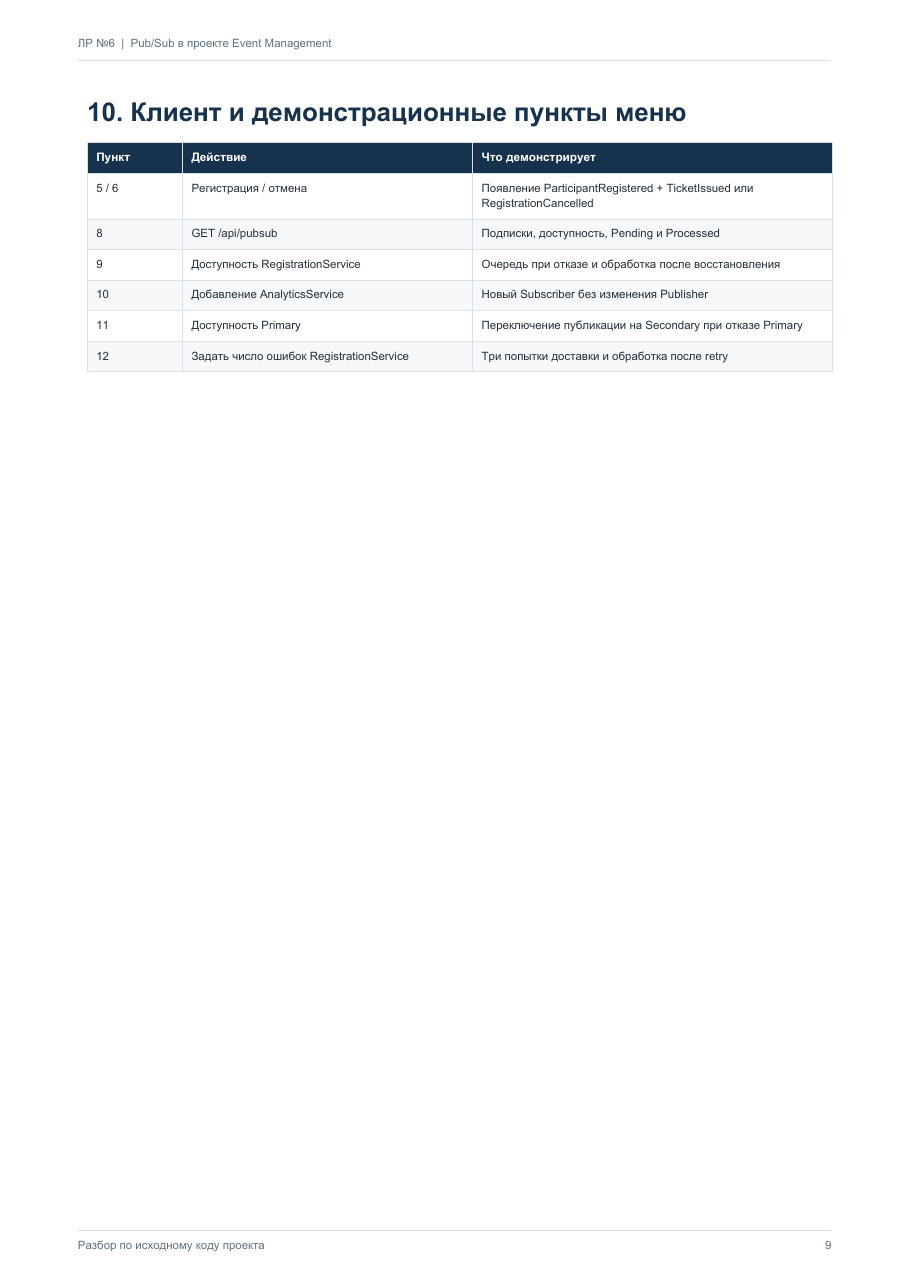 ЛР №6 | Pub/Sub в проекте Event Management
10. Клиент и демонстрационные пункты меню
Пункт Действие Что демонстрирует
5 / 6 Регистрация / отмена Появление ParticipantRegistered + TicketIssued или
RegistrationCancelled
8 GET /api/pubsub Подписки, доступность, Pending и Processed
9 Доступность RegistrationService Очередь при отказе и обработка после восстановления
10 Добавление AnalyticsService Новый Subscriber без изменения Publisher
11 Доступность Primary Переключение публикации на Secondary при отказе Primary
12 Задать число ошибок RegistrationService Три попытки доставки и обработка после retry
Разбор по исходному коду проекта 9